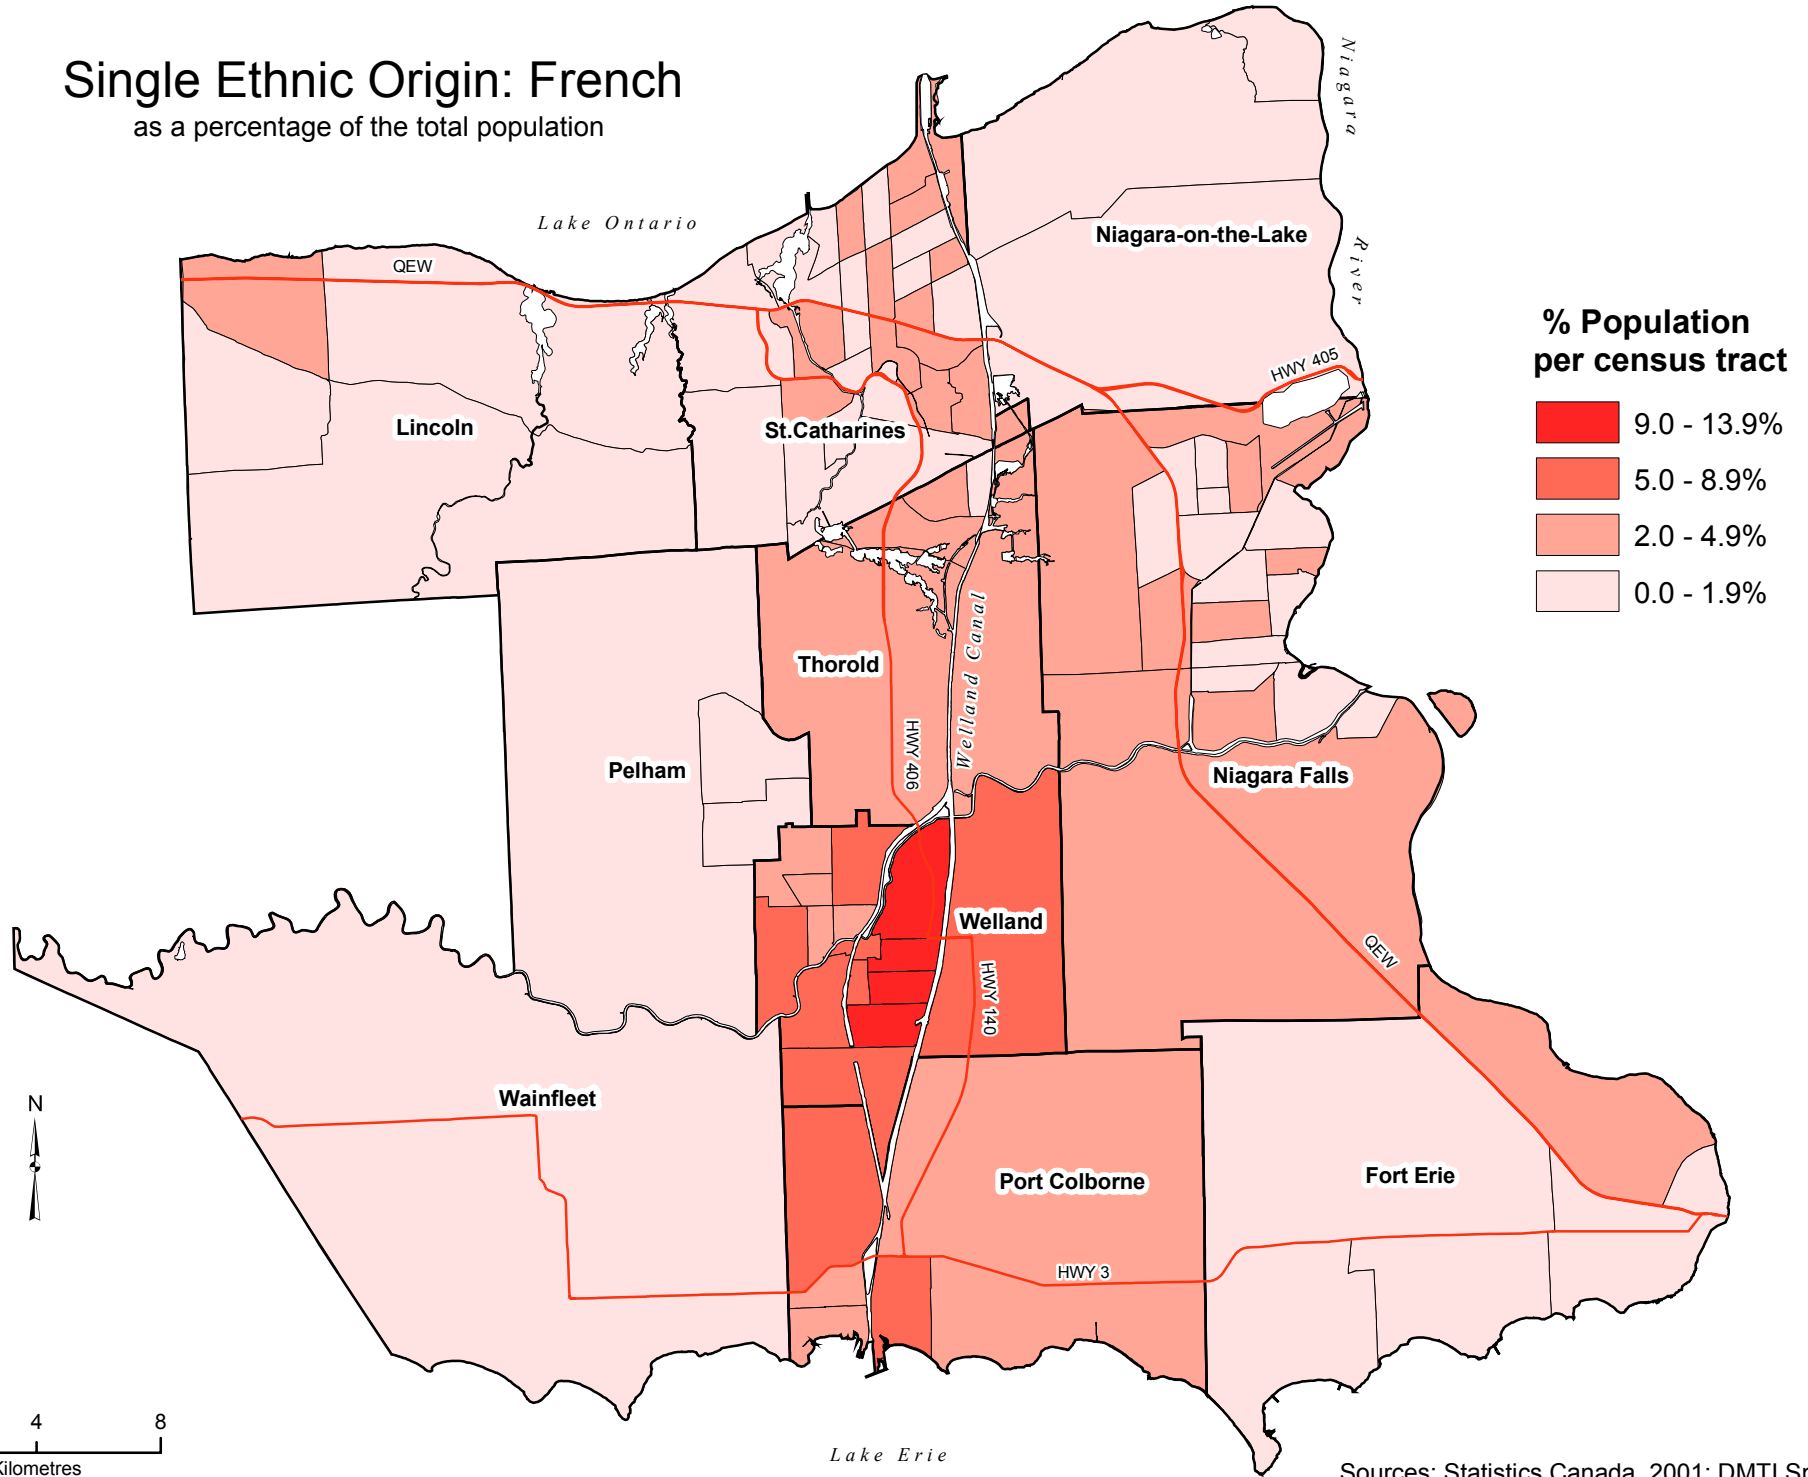 Single Ethnic Origin: French
as a percentage of the total population
Niagara
River
Lake Ontario
QEW
Niagara-on-the-Lake
% Population
per census tract
9.0 - 13.9%
5.0 - 8.9%
2.0 - 4.9%
0.0 - 1.9%
HWY 405
Lincoln
St.Catharines
Thorold
Welland Canal
HWY 406
Pelham
Niagara Falls
Welland
QEW
HWY 140
N
Wainfleet
Port Colborne
Fort Erie
HWY 3
4 8
Kilometres
Lake Erie
Sources: Statistics Canada, 2001; DMTI